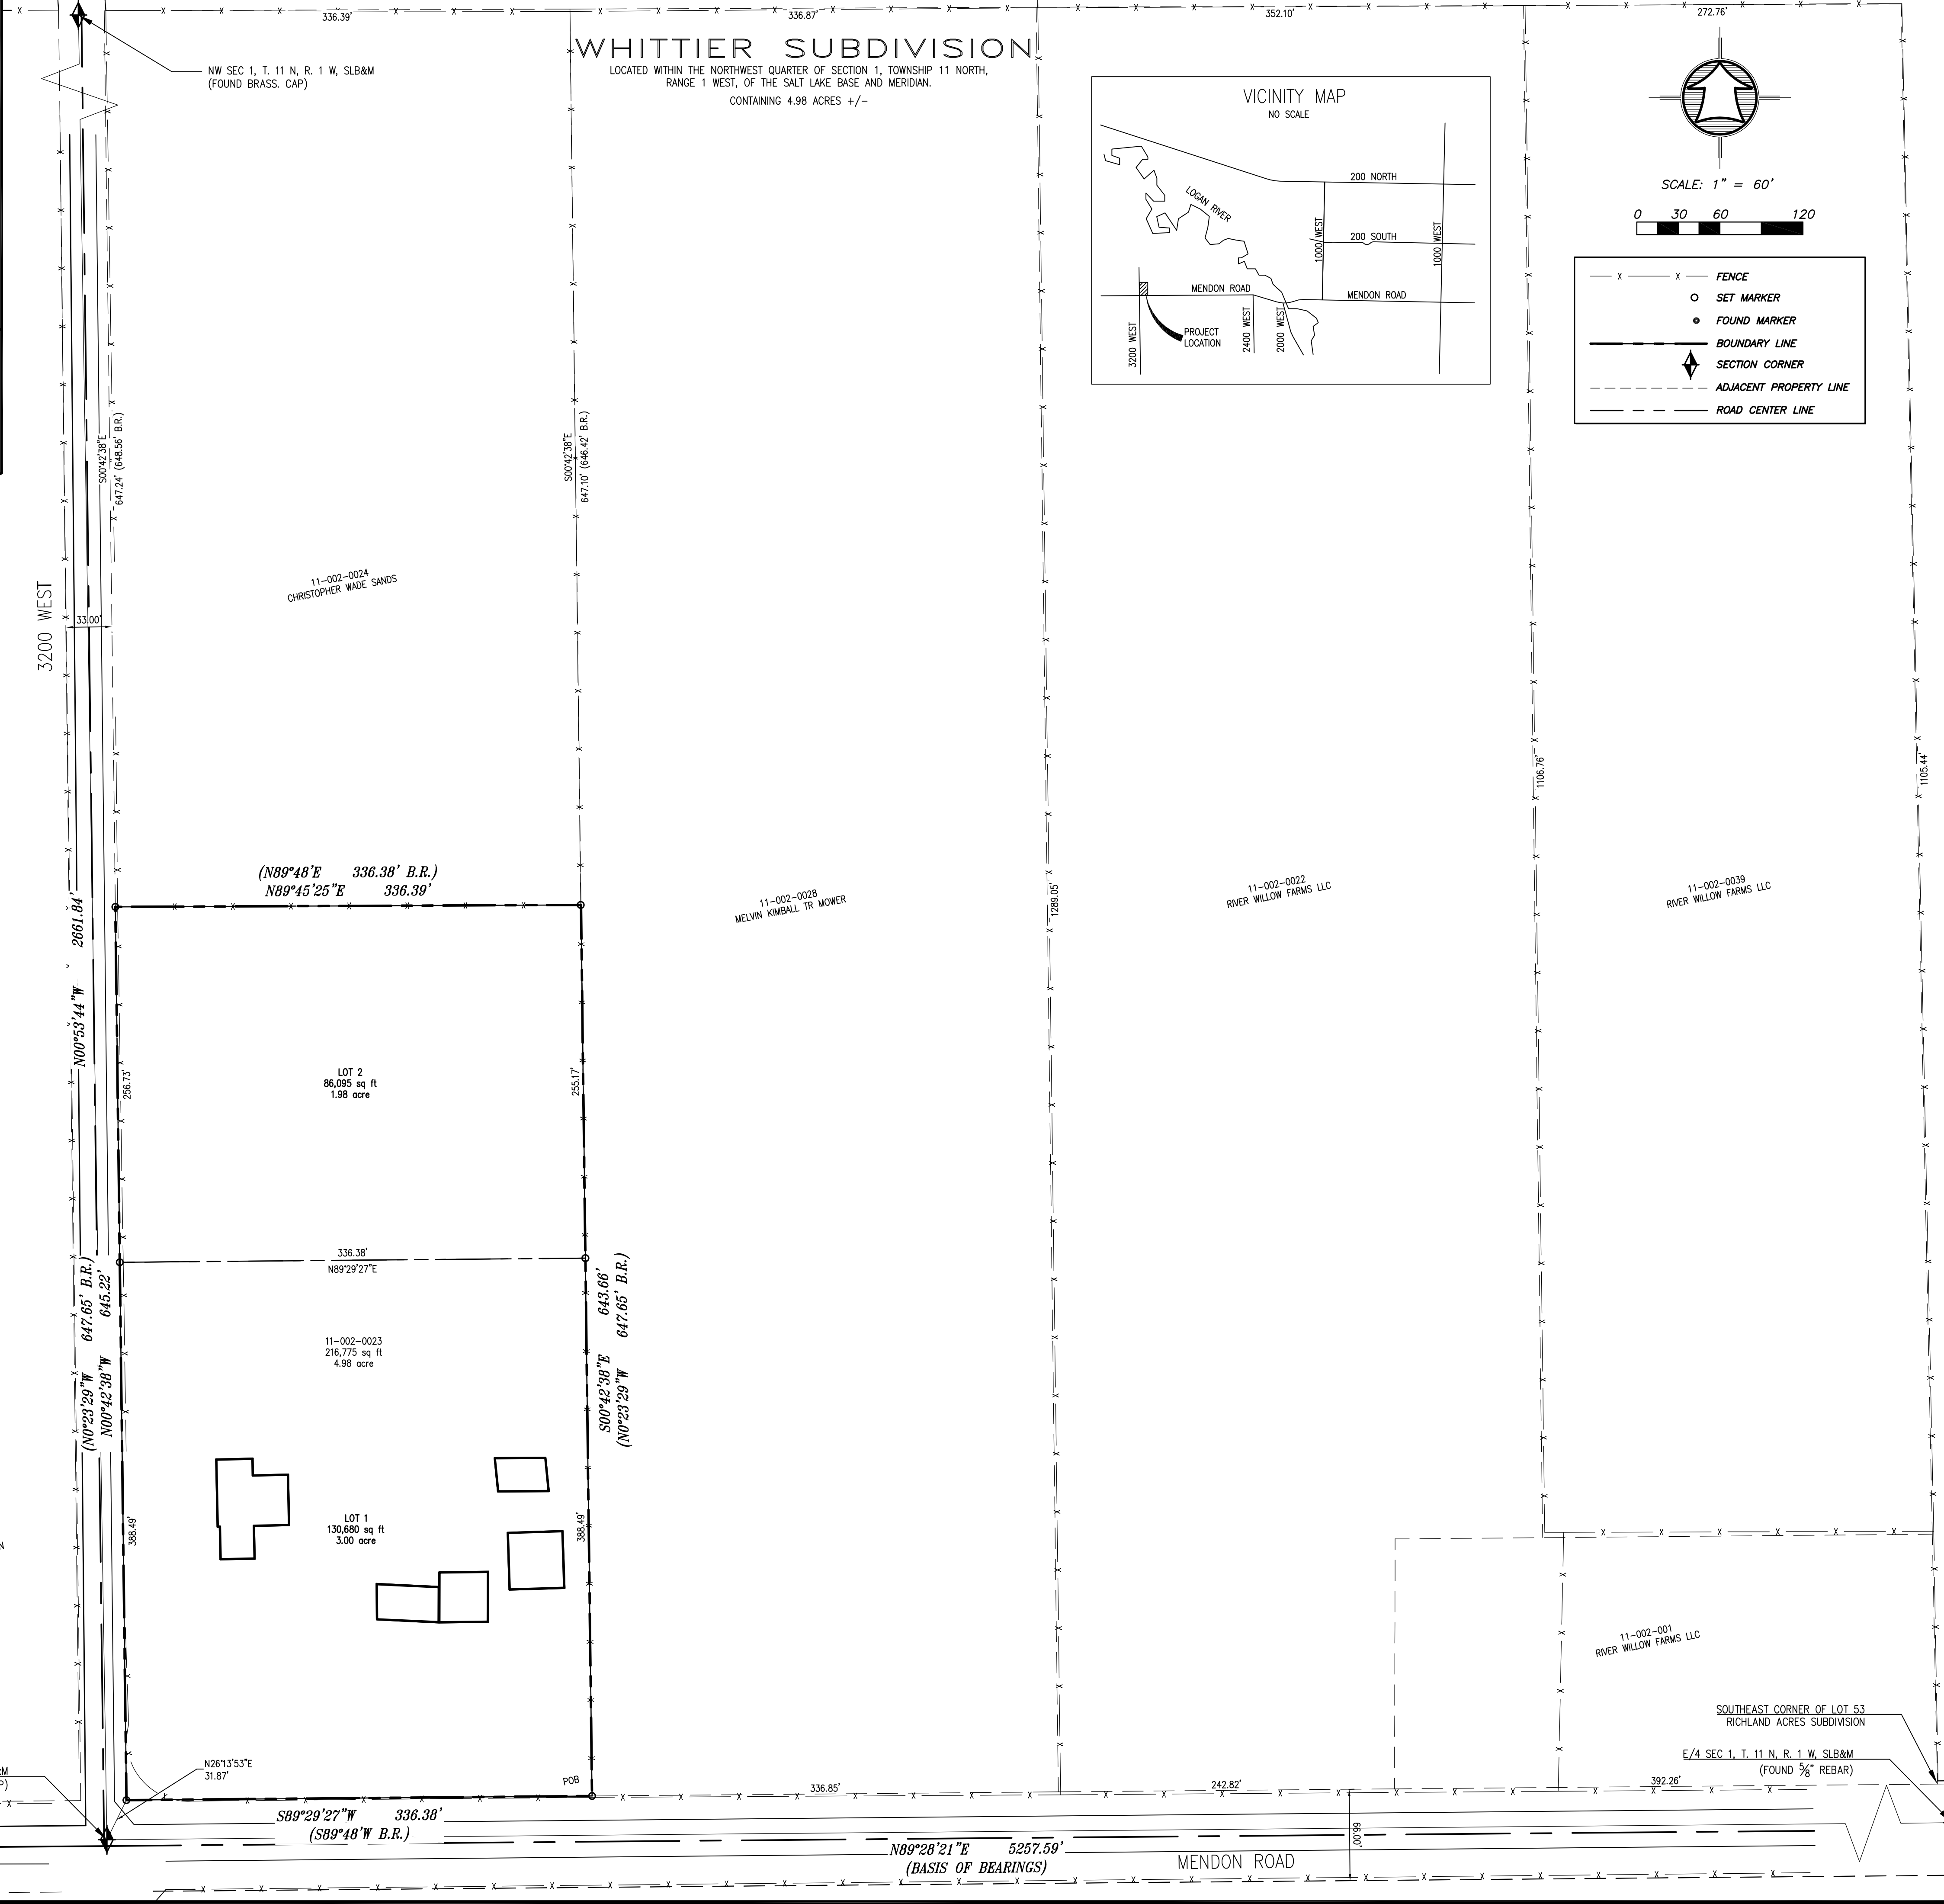 336.39'
336.87'
352.10'
272.76'
WHITTIER SUBDIVISION
LOCATED WITHIN THE NORTHWEST QUARTER OF SECTION 1, TOWNSHIP 11 NORTH,
RANGE 1 WEST, OF THE SALT LAKE BASE AND MERIDIAN.
CONTAINING 4.98 ACRES +/-
NW SEC 1, T. 11 N, R. 1 W, SLB&M
(FOUND BRASS. CAP)
VICINITY MAP
NO SCALE
200 NORTH
LOGAN RIVER
1000 WEST
200 SOUTH
1000 WEST
MENDON ROAD
MENDON ROAD
3200 WEST
PROJECT
LOCATION
2400 WEST
2000 WEST
SCALE: 1" = 60'
0 30 60 120
FENCE
SET MARKER
FOUND MARKER
BOUNDARY LINE
SECTION CORNER
ADJACENT PROPERTY LINE
ROAD CENTER LINE
S00°42'38"E
647.24' (648.56' B.R.)
S00°42'38"E
647.10' (646.42' B.R.)
11-002-0024
CHRISTOPHER WADE SANDS
3200 WEST
33.00'
1106.76'
1105.44'
(N89°48'E 336.38' B.R.)
N89°45'25"E 336.39'
N00°53'44"W 2661.84'
11-002-0028
MELVIN KIMBALL TR MOWER
1289.05'
11-002-0022
RIVER WILLOW FARMS LLC
11-002-0039
RIVER WILLOW FARMS LLC
256.73'
LOT 2
86,095 sq ft
1.98 acre
255.17'
336.38'
N89°29'27"E
(N0°23'29"W 647.65' B.R.)
N00°42'38"W 645.22'
11-002-0023
216,775 sq ft
4.98 acre
S00°42'38"E 643.66'
(N0°23'29"W 647.65' B.R.)
388.49'
LOT 1
130,680 sq ft
3.00 acre
388.49'
11-002-001
RIVER WILLOW FARMS LLC
SOUTHEAST CORNER OF LOT 53
RICHLAND ACRES SUBDIVISION
E/4 SEC 1, T. 11 N, R. 1 W, SLB&M
(FOUND 5/8" REBAR)
N26°13'53"E
31.87'
POB
336.85'
242.82'
392.26'
S89°29'27"W 336.38'
(S89°48'W B.R.)
66.00'
N89°28'21"E 5257.59'
(BASIS OF BEARINGS)
MENDON ROAD